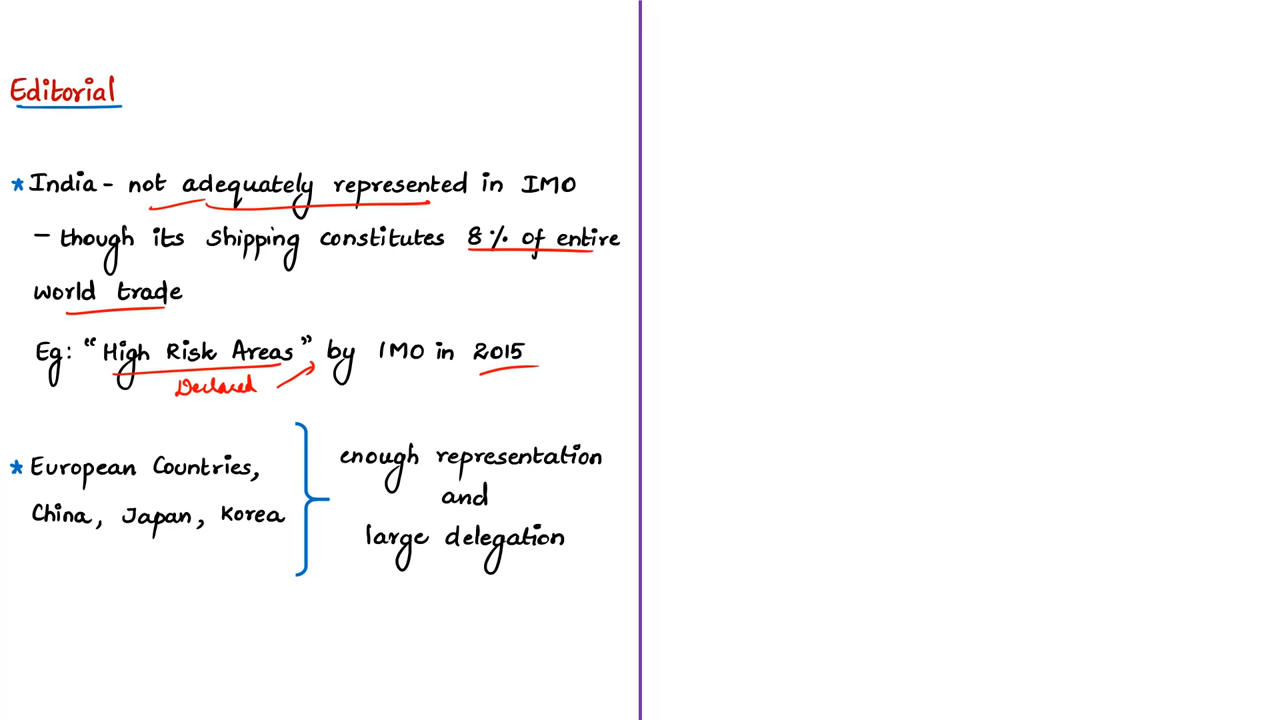 Editorial
* India - not adequately represented in IMO
- though its shipping constitutes 8% of entire
world trade
Eg: "High Risk Areas" by IMO in 2015
Declared
* European Countries,
China, Japan, Korea
enough representation
and
large delegation